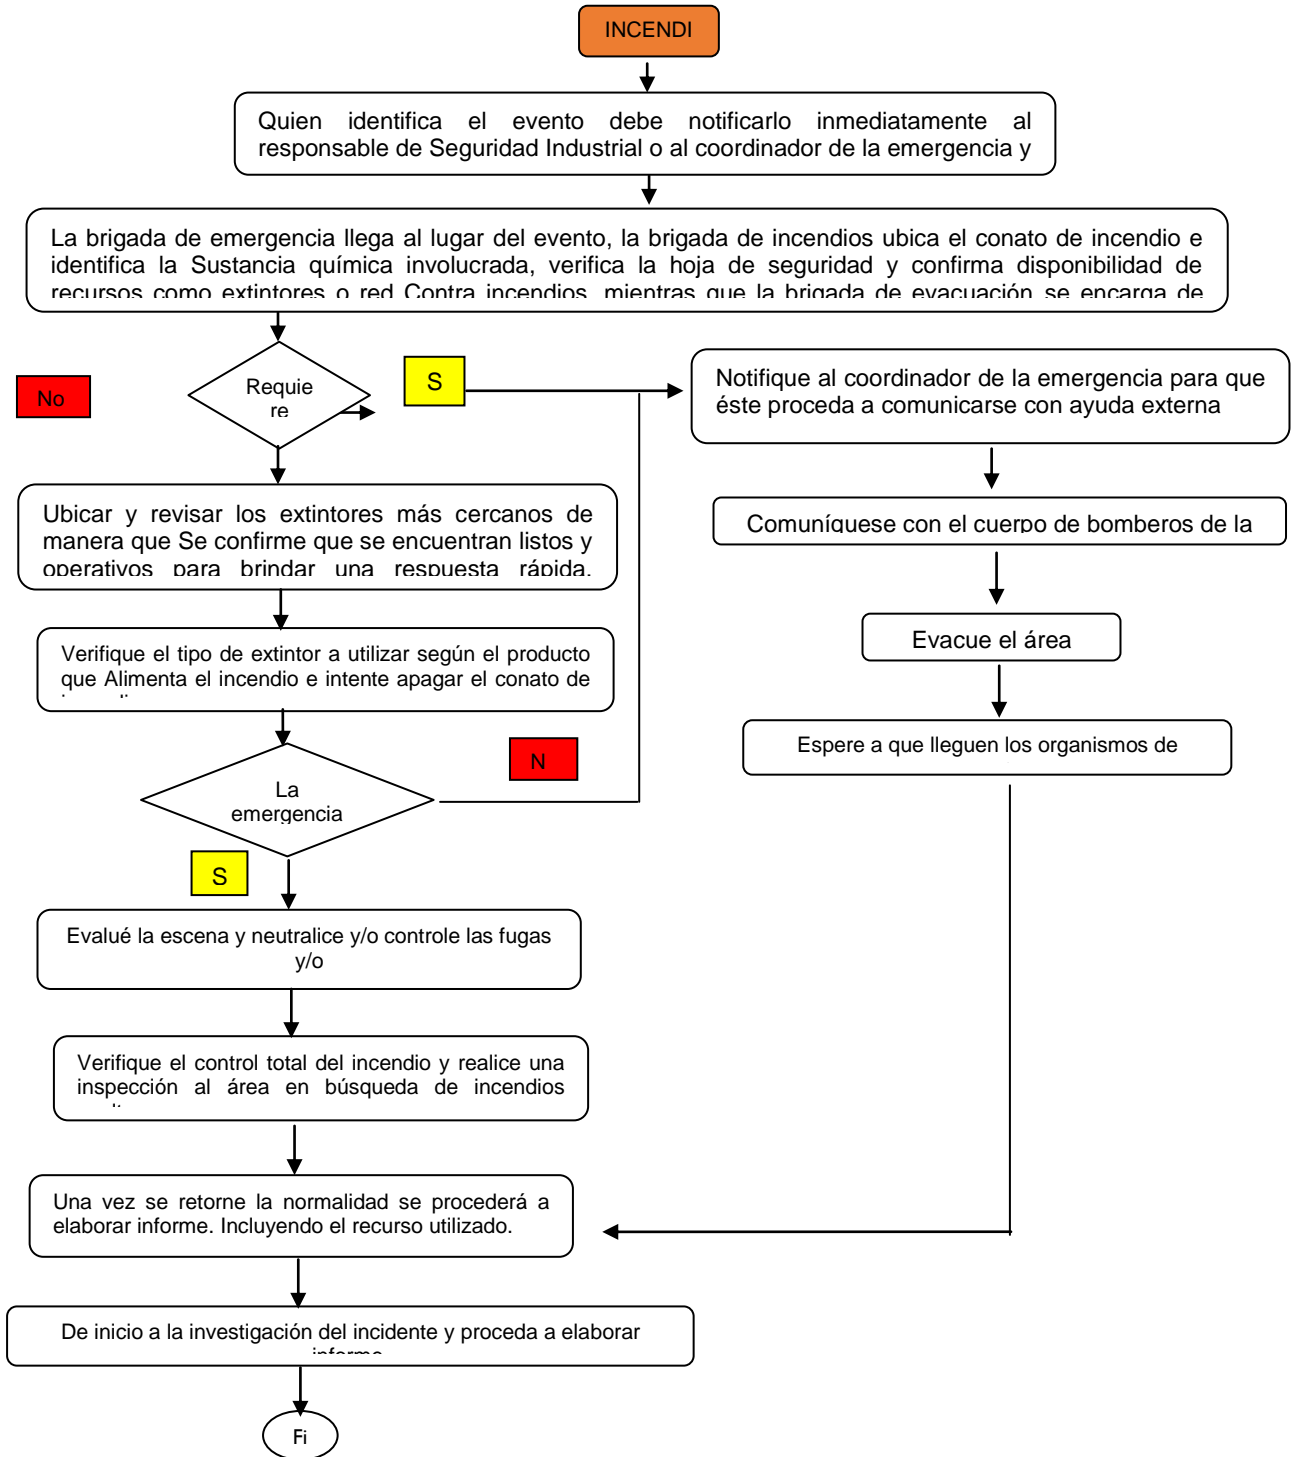 INCENDI
Quien identifica el evento debe notificarlo inmediatamente al
responsable de Seguridad Industrial o al coordinador de la emergencia y
La brigada de emergencia llega al lugar del evento, la brigada de incendios ubica el conato de incendio e
identifica la Sustancia química involucrada, verifica la hoja de seguridad y confirma disponibilidad de
recursos como extintores o red Contra incendios, mientras que la brigada de evacuación se encarga de
No
Requie
re
S
Notifique al coordinador de la emergencia para que
éste proceda a comunicarse con ayuda externa
Ubicar y revisar los extintores más cercanos de
manera que Se confirme que se encuentran listos y
operativos para brindar una respuesta rápida.
Comuníquese con el cuerpo de bomberos de la
Evacue el área
Verifique el tipo de extintor a utilizar según el producto
que Alimenta el incendio e intente apagar el conato de
Espere a que lleguen los organismos de
N
La
emergencia
S
Evalué la escena y neutralice y/o controle las fugas
y/o
Verifique el control total del incendio y realice una
inspección al área en búsqueda de incendios
Una vez se retorne la normalidad se procederá a
elaborar informe. Incluyendo el recurso utilizado.
De inicio a la investigación del incidente y proceda a elaborar
informe
Fi